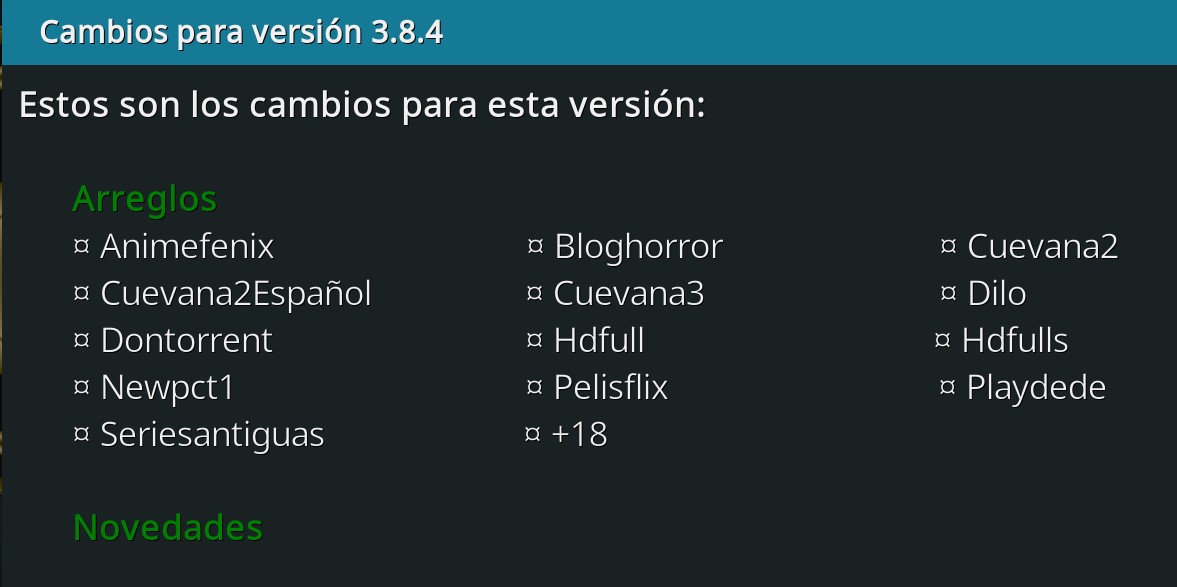 Cambios para versión 3.8.4
Estos son los cambios para esta versión:
Arreglos
¤ Animefenix ¤ Bloghorror ¤ Cuevana2
¤ Cuevana2Español ¤ Cuevana3 ¤ Dilo
¤ Dontorrent ¤ Hdfull ¤ Hdfulls
¤ Newpct1 ¤ Pelisflix ¤ Playdede
¤ Seriesantiguas ¤ +18
Novedades